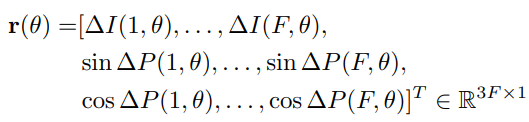 r(θ) =[ΔI(1, θ), . . . , ΔI(F, θ),
sin ΔP(1, θ), . . . , sin ΔP(F, θ),
cos ΔP(1, θ), . . . , cos ΔP(F, θ)]^T ∈ ℝ^{3F×1}